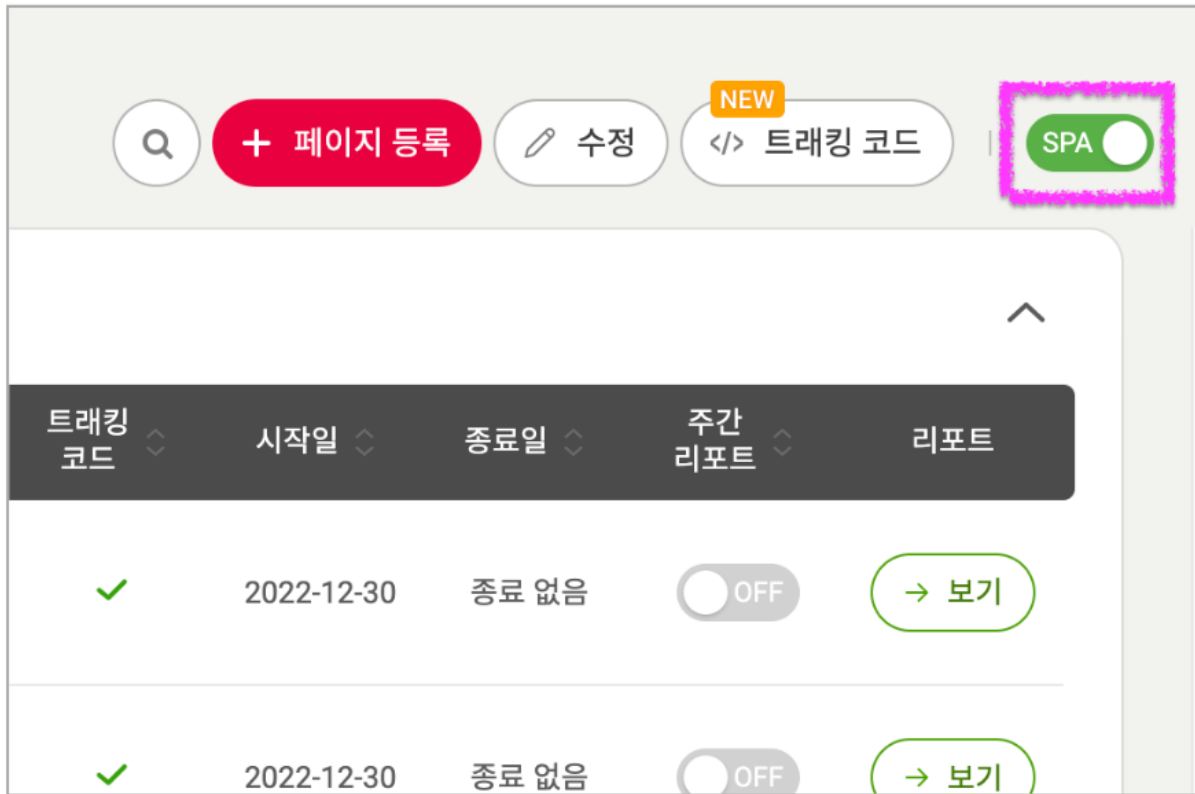 NEW
+ 페이지 등록
수정
</> 트래킹 코드
SPA
트래킹
코드
시작일
종료일
주간
리포트
리포트
2022-12-30
종료 없음
OFF
→ 보기
2022-12-30
종료 없음
OFF
→ 보기